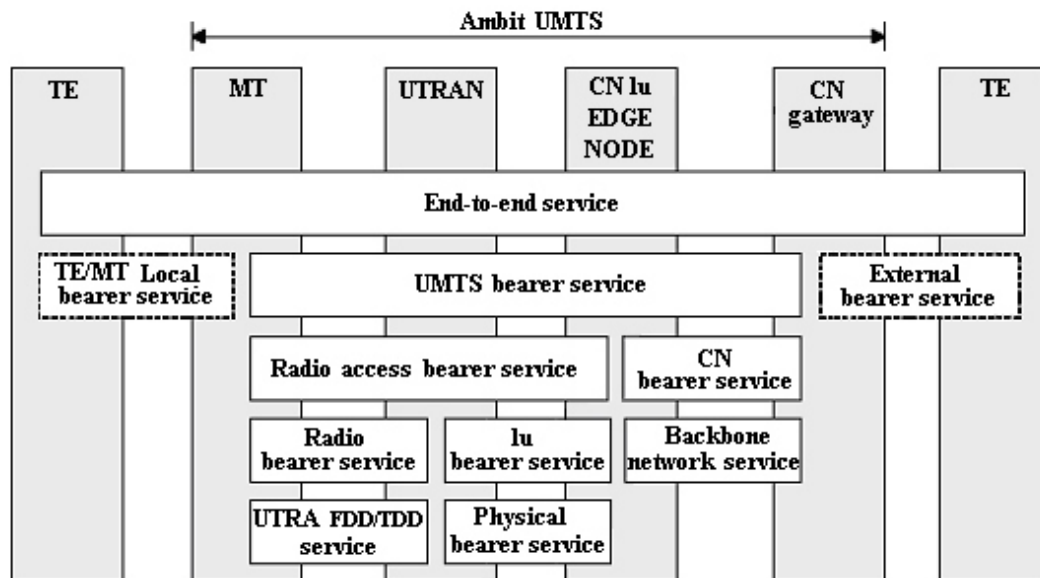 Ambit UMTS
TE
MT
UTRAN
CN lu
EDGE
NODE
CN
gateway
TE
End-to-end service
TE/MT Local
bearer service
UMTS bearer service
External
bearer service
Radio access bearer service
CN
bearer service
Radio
bearer service
lu
bearer service
Backbone
network service
UTRA FDD/TDD
service
Physical
bearer service